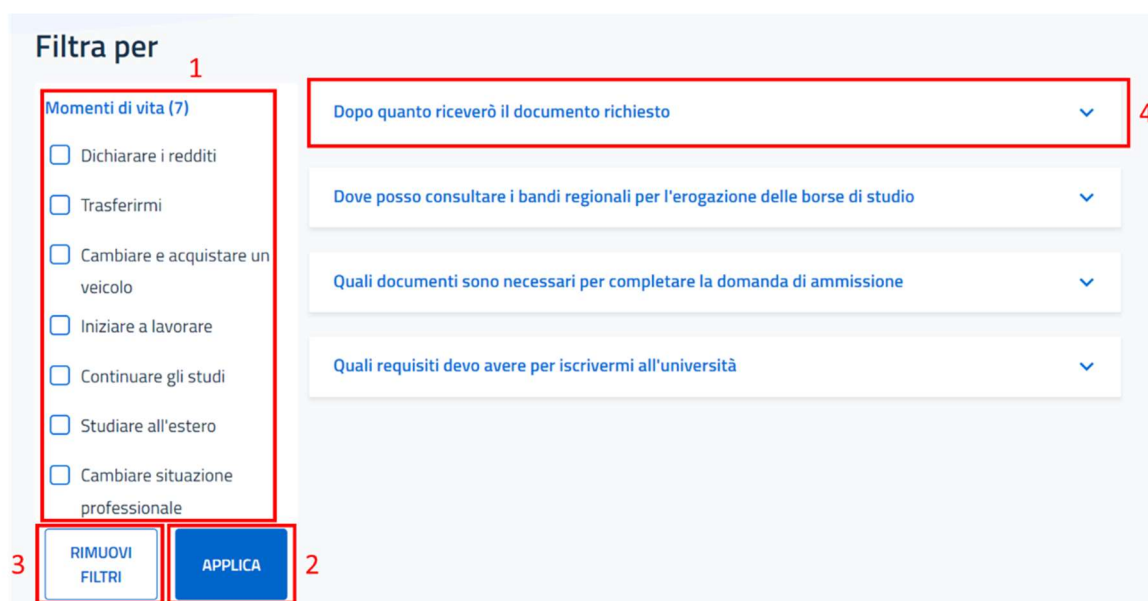 Filtra per
1
Momenti di vita (7)
Dichiarare i redditi
Trasferirmi
Cambiare e acquistare un
veicolo
Iniziare a lavorare
Continuare gli studi
Studiare all'estero
Cambiare situazione
professionale
3
RIMUOVI
FILTRI
APPLICA
2
Dopo quanto riceverò il documento richiesto
4
Dove posso consultare i bandi regionali per l'erogazione delle borse di studio
Quali documenti sono necessari per completare la domanda di ammissione
Quali requisiti devo avere per iscrivermi all'università